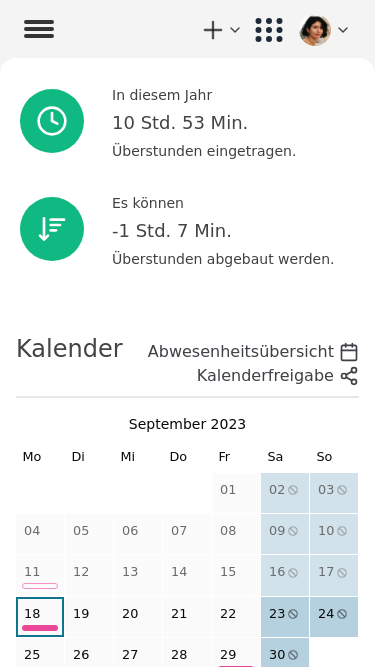 In diesem Jahr
10 Std. 53 Min.
Überstunden eingetragen.
Es können
-1 Std. 7 Min.
Überstunden abgebaut werden.
Kalender
Abwesenheitsübersicht
Kalenderfreigabe
September 2023
Mo Di Mi Do Fr Sa So
01 02 03
04 05 06 07 08 09 10
11 12 13 14 15 16 17
18 19 20 21 22 23 24
25 26 27 28 29 30